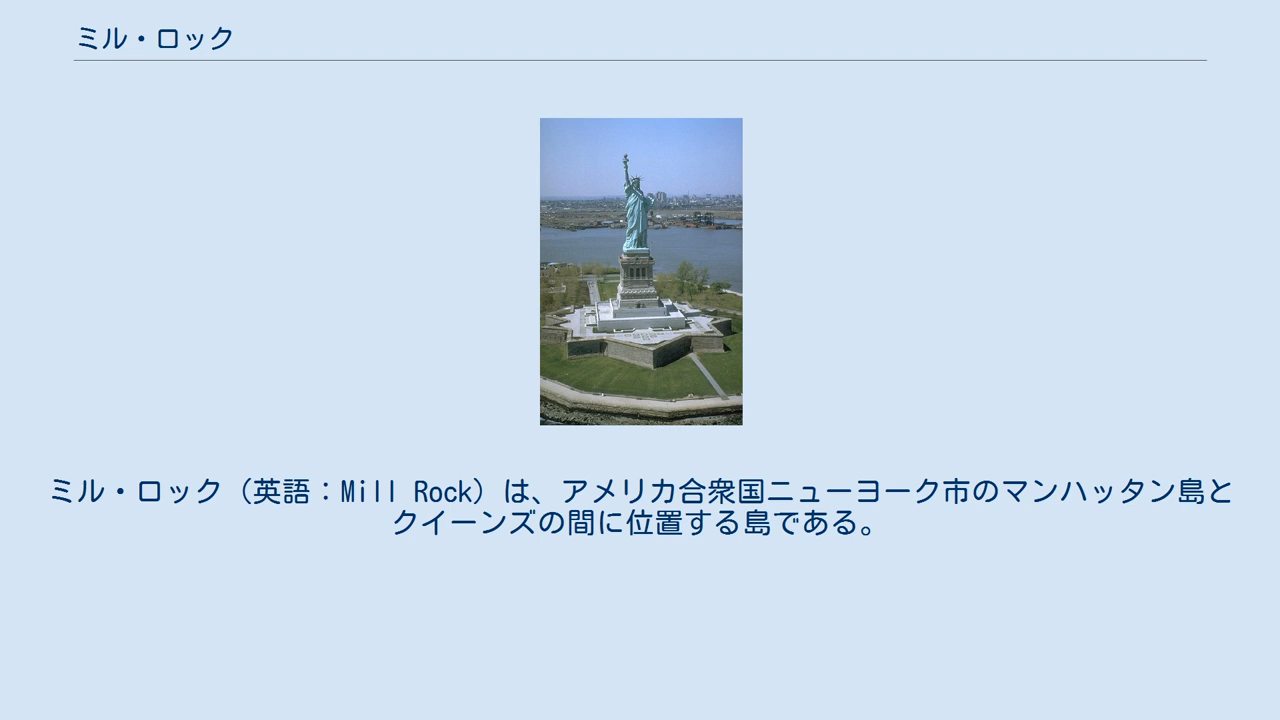 ミル・ロック
ミル・ロック（英語：Mill Rock）は、アメリカ合衆国ニューヨーク市のマンハッタン島と
クイーンズの間に位置する島である。